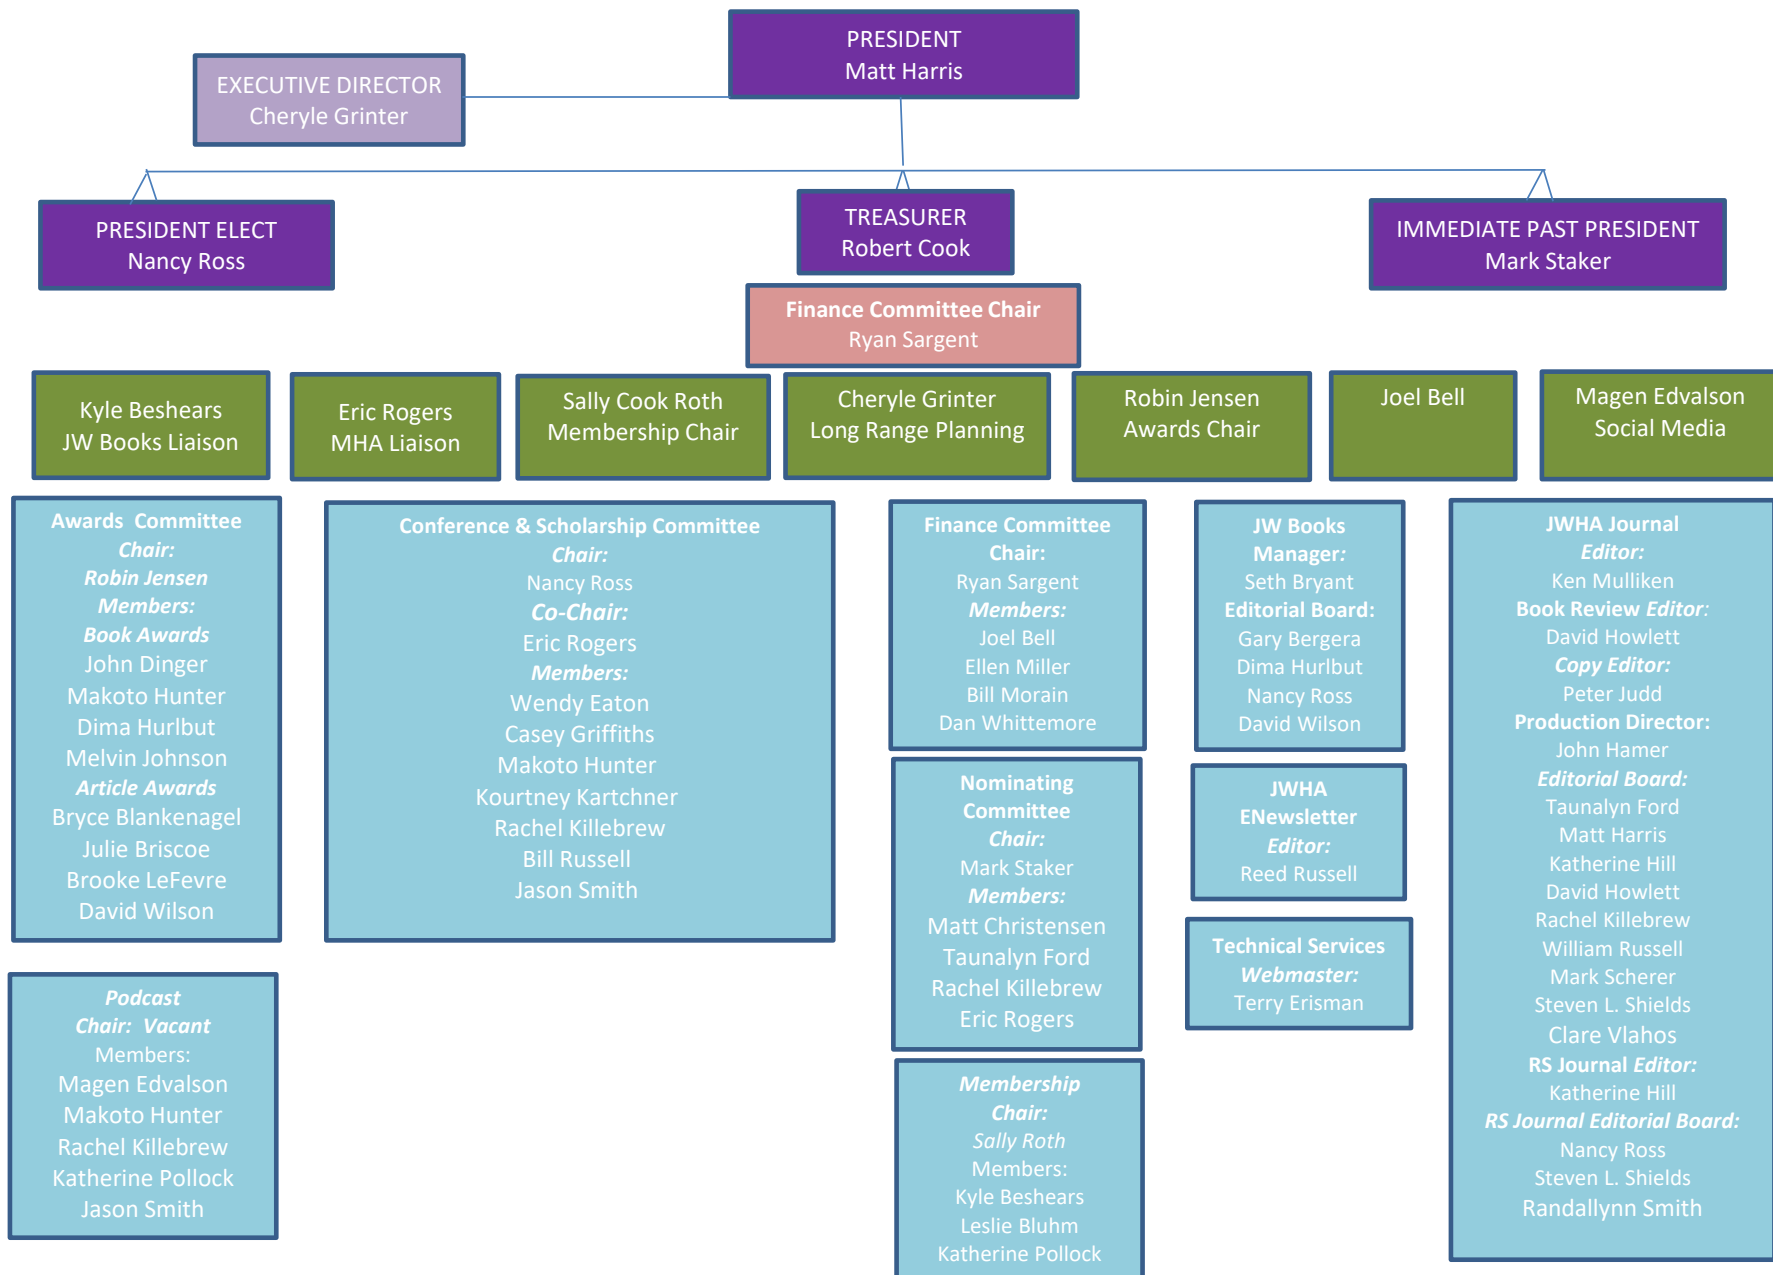 PRESIDENT
Matt Harris
EXECUTIVE DIRECTOR
Cheryle Grinter
PRESIDENT ELECT
Nancy Ross
TREASURER
Robert Cook
IMMEDIATE PAST PRESIDENT
Mark Staker
Finance Committee Chair
Ryan Sargent
Kyle Beshears
JW Books Liaison
Eric Rogers
MHA Liaison
Sally Cook Roth
Membership Chair
Cheryle Grinter
Long Range Planning
Robin Jensen
Awards Chair
Joel Bell
Magen Edvalson
Social Media
Awards Committee
Chair:
Robin Jensen
Members:
Book Awards
John Dinger
Makoto Hunter
Dima Hurlbut
Melvin Johnson
Article Awards
Bryce Blankenagel
Julie Briscoe
Brooke LeFevre
David Wilson
Podcast
Chair: Vacant
Members:
Magen Edvalson
Makoto Hunter
Rachel Killebrew
Katherine Pollock
Jason Smith
Conference & Scholarship Committee
Chair:
Nancy Ross
Co-Chair:
Eric Rogers
Members:
Wendy Eaton
Casey Griffiths
Makoto Hunter
Kourtney Kartchner
Rachel Killebrew
Bill Russell
Jason Smith
Finance Committee
Chair:
Ryan Sargent
Members:
Joel Bell
Ellen Miller
Bill Morain
Dan Whittemore
Nominating
Committee
Chair:
Mark Staker
Members:
Matt Christensen
Taunalyn Ford
Rachel Killebrew
Eric Rogers
Membership
Chair:
Sally Roth
Members:
Kyle Beshears
Leslie Bluhm
Katherine Pollock
JW Books
Manager:
Seth Bryant
Editorial Board:
Gary Bergera
Dima Hurlbut
Nancy Ross
David Wilson
JWHA
ENewsletter
Editor:
Reed Russell
Technical Services
Webmaster:
Terry Erisman
JWHA Journal
Editor:
Ken Mulliken
Book Review Editor:
David Howlett
Copy Editor:
Peter Judd
Production Director:
John Hamer
Editorial Board:
Taunalyn Ford
Matt Harris
Katherine Hill
David Howlett
Rachel Killebrew
William Russell
Mark Scherer
Steven L. Shields
Clare Vlahos
RS Journal Editor:
Katherine Hill
RS Journal Editorial Board:
Nancy Ross
Steven L. Shields
Randallynn Smith